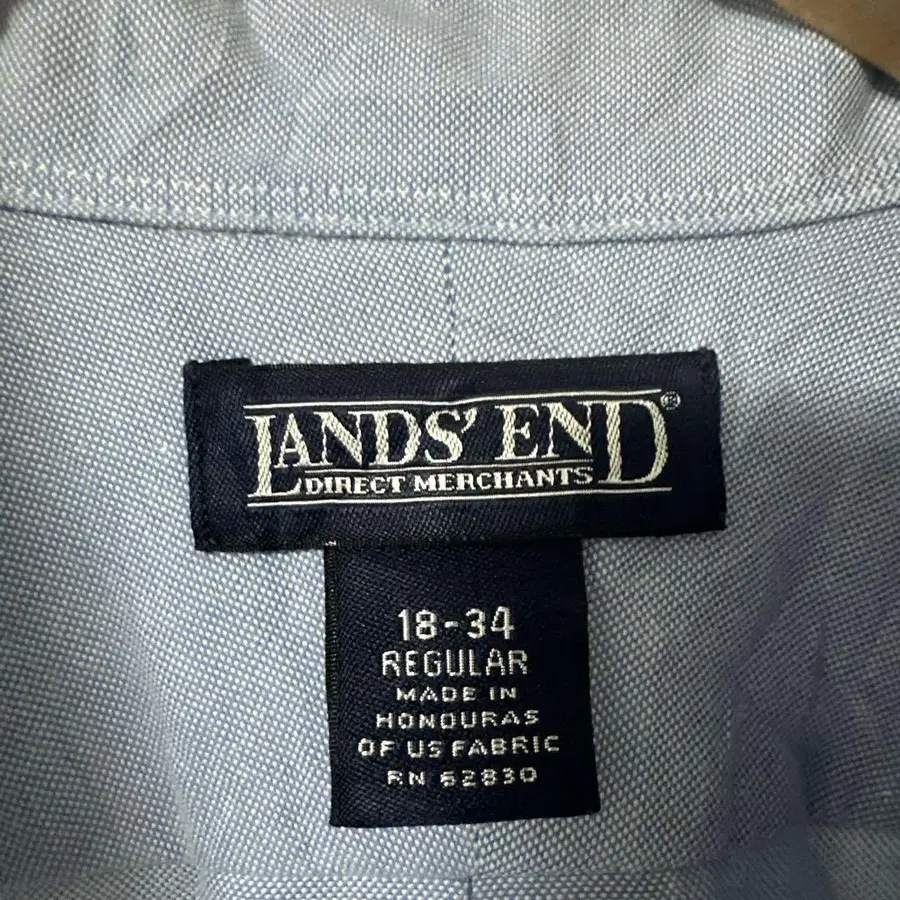 LANDS' END®
DIRECT MERCHANTS
18-34
REGULAR
MADE IN
HONDURAS
OF US FABRIC
RN 62830